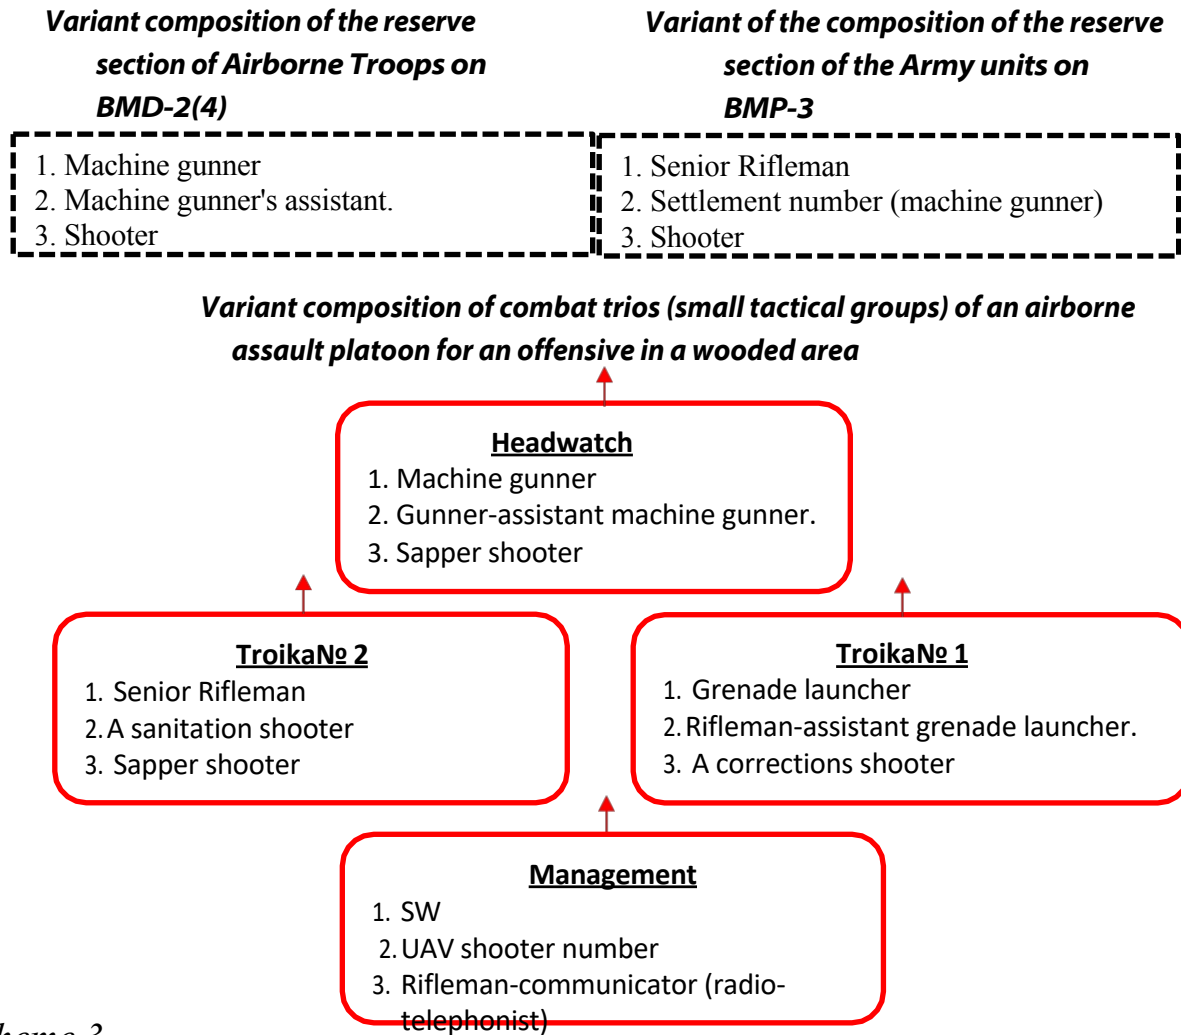 Variant composition of the reserve
section of Airborne Troops on
BMD-2(4)
1. Machine gunner
2. Machine gunner's assistant.
3. Shooter
Variant of the composition of the reserve
section of the Army units on
BMP-3
1. Senior Rifleman
2. Settlement number (machine gunner)
3. Shooter
Variant composition of combat trios (small tactical groups) of an airborne
assault platoon for an offensive in a wooded area
Headwatch
1. Machine gunner
2. Gunner-assistant machine gunner.
3. Sapper shooter
Troika№ 2
1. Senior Rifleman
2. A sanitation shooter
3. Sapper shooter
Troika№ 1
1. Grenade launcher
2. Rifleman-assistant grenade launcher.
3. A corrections shooter
Management
1. SW
2. UAV shooter number
3. Rifleman-communicator (radio-
telephonist)